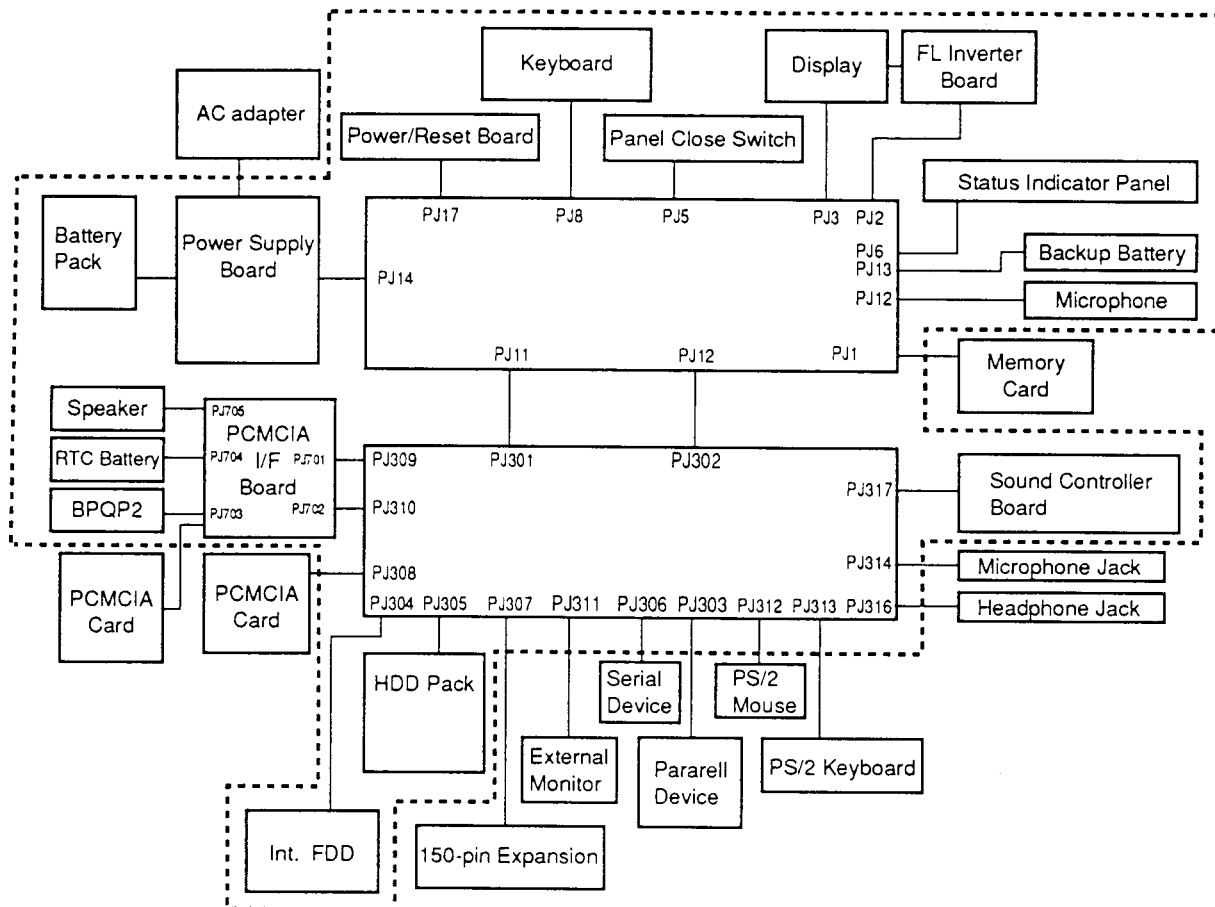 Keyboard
Display
FL Inverter
Board
AC adapter
Power/Reset Board
Panel Close Switch
Status Indicator Panel
Battery
Pack
Power Supply
Board
PJ17
PJ8
PJ5
PJ3
PJ2
PJ6
PJ13
PJ12
PJ14
Backup Battery
Microphone
PJ11
PJ12
PJ1
Memory
Card
Speaker
RTC Battery
BPQP2
PJ705
PCMCIA
PJ704
I/F
PJ701
Board
PJ703
PJ702
PJ309
PJ301
PJ302
PJ310
PJ317
Sound Controller
Board
PJ308
PJ314
Microphone Jack
PJ304
PJ305
PJ307
PJ311
PJ306
PJ303
PJ312
PJ313
PJ316
Headphone Jack
PCMCIA
Card
PCMCIA
Card
HDD Pack
Serial
Device
PS/2
Mouse
External
Monitor
Pararell
Device
PS/2 Keyboard
Int. FDD
150-pin Expansion